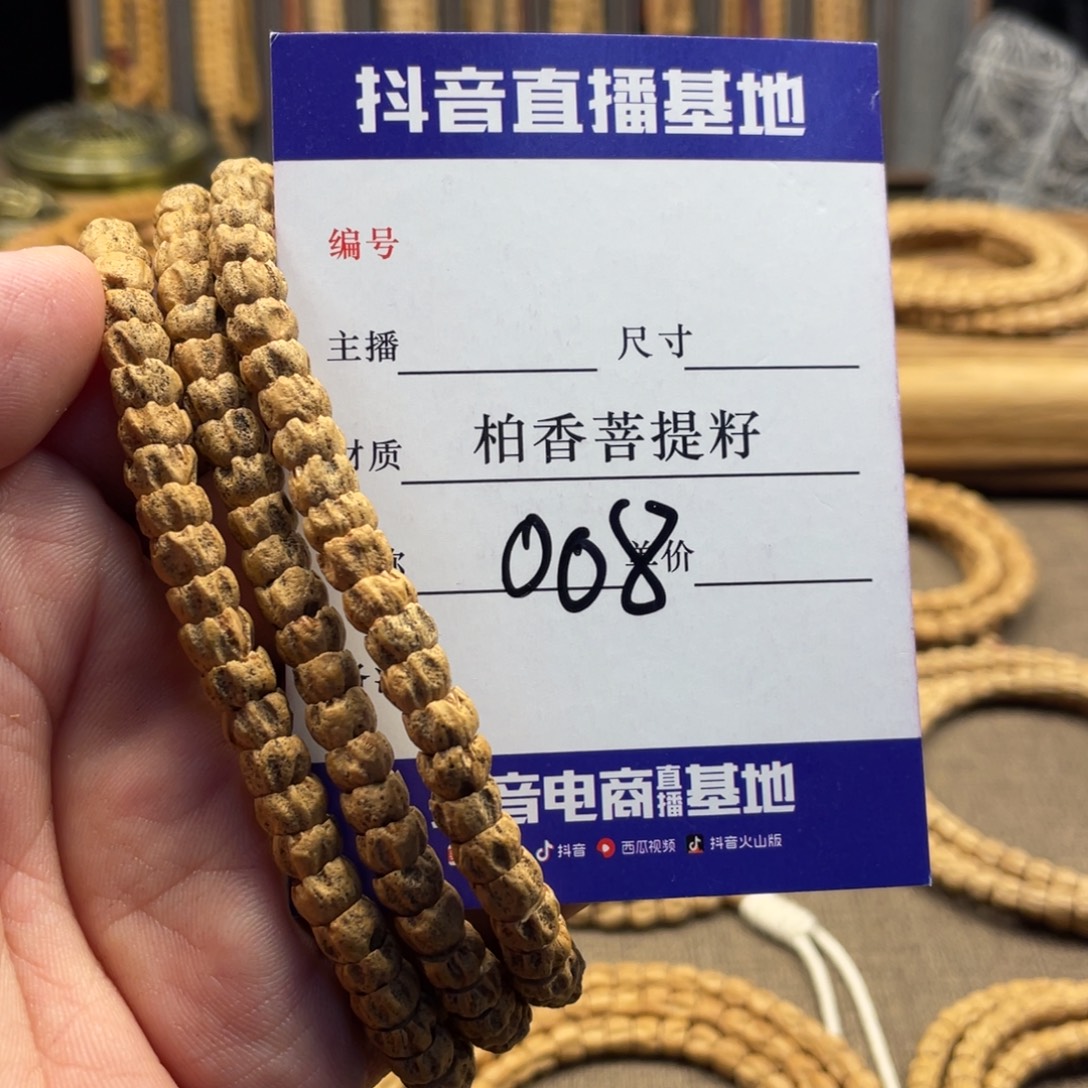 抖音直播基地
编号
主播 尺寸
材质 柏香菩提籽
008 单价
音电商直播基地
抖音 西瓜视频 抖音火山版